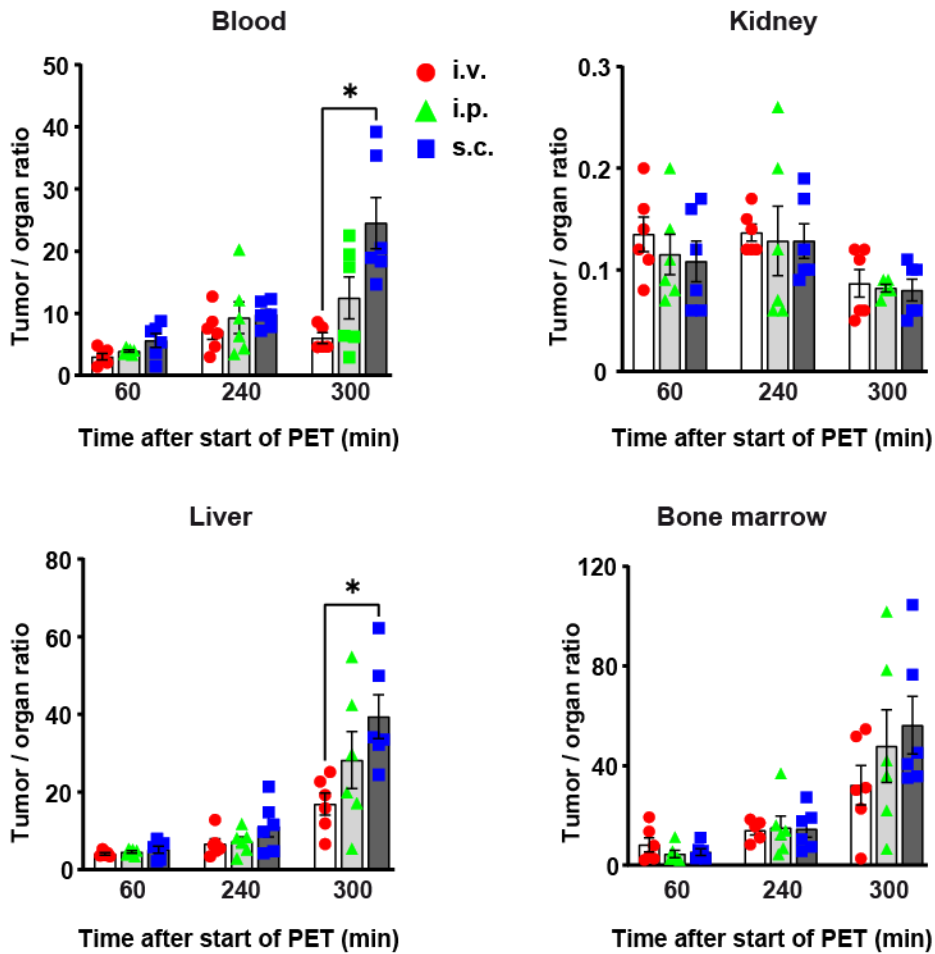 Blood
Tumor / organ ratio
50
40
30
20
10
0
*
60 240 300
Time after start of PET (min)
i.v.
i.p.
s.c.
Kidney
Tumor / organ ratio
0.3
0.2
0.1
0
60 240 300
Time after start of PET (min)
Liver
Tumor / organ ratio
80
60
40
20
0
*
60 240 300
Time after start of PET (min)
Bone marrow
Tumor / organ ratio
120
80
40
0
60 240 300
Time after start of PET (min)